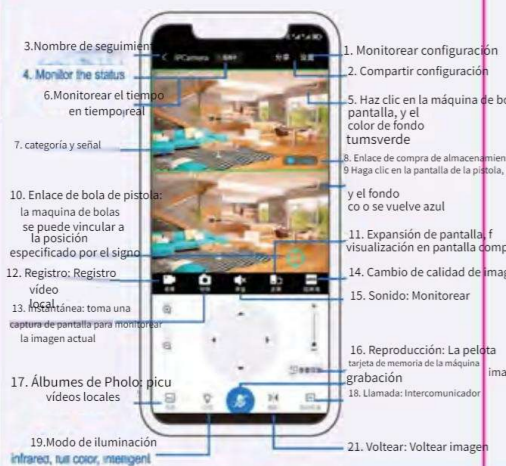 3.Nombre de seguimien
IPCamera
分享
设置
1. Monitorear configuración
4. Monitor the status
2. Compartir configuración
6.Monitorear el tiempo
en tiempo real
5. Haz clic en la máquina de bo
pantalla, y el
color de fondo
tumsverde
7. categoría y señal
8. Enlace de compra de almacenamien
9 Haga clic en la pantalla de la pistola,
10. Enlace de bola de pistola:
la maquina de bolas
se puede vincular a
la posición
especificado por el signo
y el fondo
co o se vuelve azul
11. Expansión de pantalla, f
visualización en pantalla comp
12. Registro: Registro
vídeo
local
14. Cambio de calidad de imag
13. Instantánea: toma una
captura de pantalla para monitorear
la imagen actual
15. Sonido: Monitorear
16. Reproducción: La pelota
tarjeta de memoria de la máquina
grabación
ima
17. Álbumes de Pholo; picu
vídeos locales
18. Llamada: Intercomunicador
19.Modo de iluminación
infrared, full color, intelligent
21. Voltear: Voltear imagen